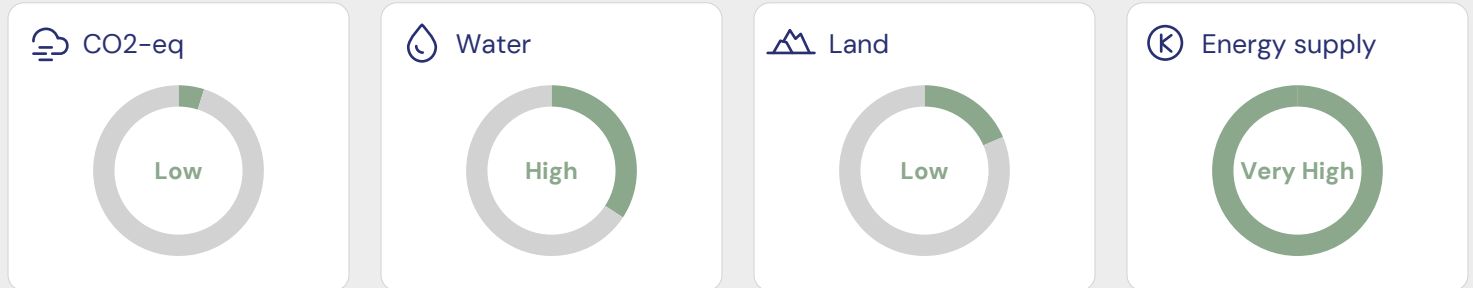 CO2-eq
Low
Water
High
Land
Low
Energy supply
Very High